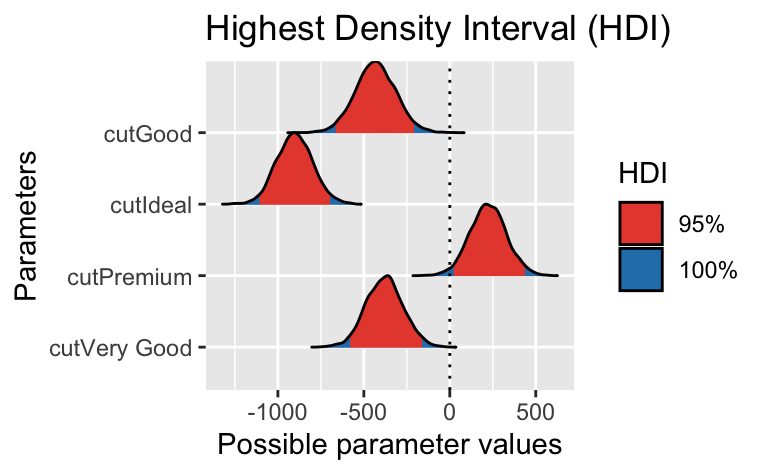 Highest Density Interval (HDI)
Parameters
cutGood
cutIdeal
cutPremium
cutVery Good
-1000 -500 0 500
Possible parameter values
HDI
95%
100%